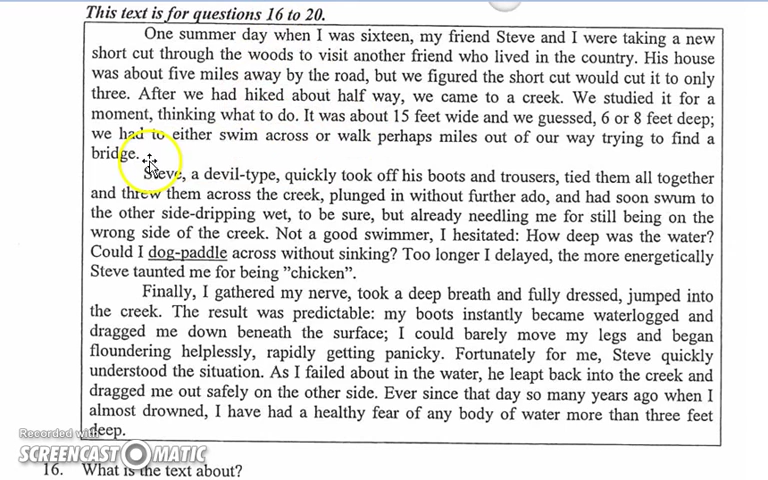 This text is for questions 16 to 20.
One summer day when I was sixteen, my friend Steve and I were taking a new
short cut through the woods to visit another friend who lived in the country. His house
was about five miles away by the road, but we figured the short cut would cut it to only
three. After we had hiked about half way, we came to a creek. We studied it for a
moment, thinking what to do. It was about 15 feet wide and we guessed, 6 or 8 feet deep;
we had to either swim across or walk perhaps miles out of our way trying to find a
bridge.
Steve, a devil-type, quickly took off his boots and trousers, tied them all together
and threw them across the creek, plunged in without further ado, and had soon swum to
the other side-dripping wet, to be sure, but already needling me for still being on the
wrong side of the creek. Not a good swimmer, I hesitated: How deep was the water?
Could I dog-paddle across without sinking? Too longer I delayed, the more energetically
Steve taunted me for being ”chicken”.
Finally, I gathered my nerve, took a deep breath and fully dressed, jumped into
the creek. The result was predictable: my boots instantly became waterlogged and
dragged me down beneath the surface; I could barely move my legs and began
floundering helplessly, rapidly getting panicky. Fortunately for me, Steve quickly
understood the situation. As I failed about in the water, he leapt back into the creek and
dragged me out safely on the other side. Ever since that day so many years ago when I
almost drowned, I have had a healthy fear of any body of water more than three feet
deep.
Recorded with
SCREENCAST O MATIC
16. What is the text about?